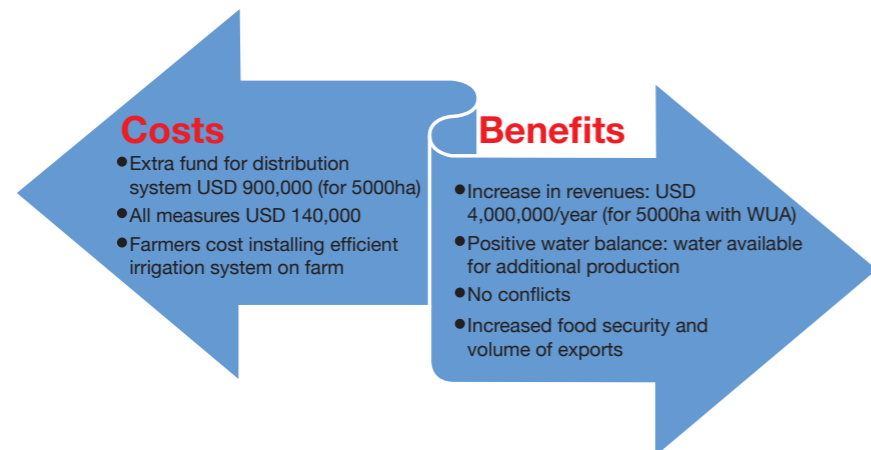 Costs
●Extra fund for distribution
system USD 900,000 (for 5000ha)
●All measures USD 140,000
●Farmers cost installing efficient
irrigation system on farm
Benefits
●Increase in revenues: USD
4,000,000/year (for 5000ha with WUA)
●Positive water balance: water available
for additional production
●No conflicts
●Increased food security and
volume of exports